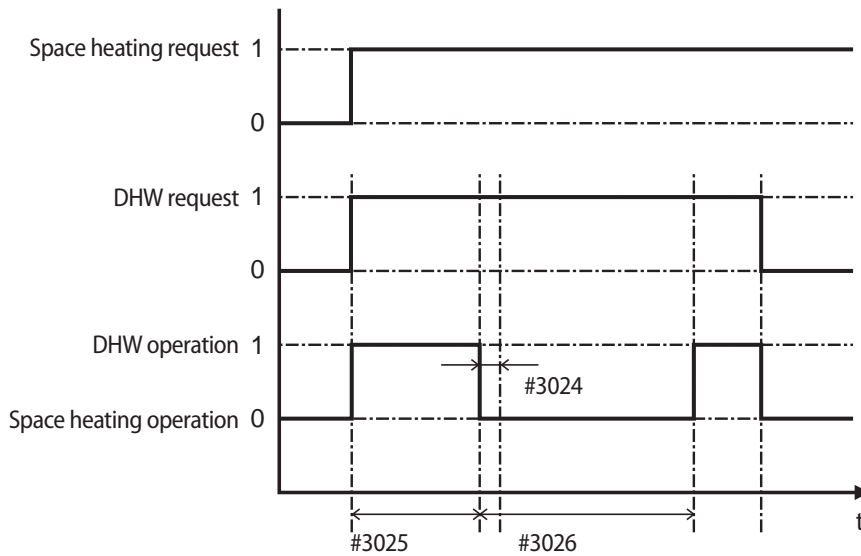 Space heating request 1
0
DHW request 1
0
DHW operation 1
#3024
Space heating operation 0
t
#3025 #3026